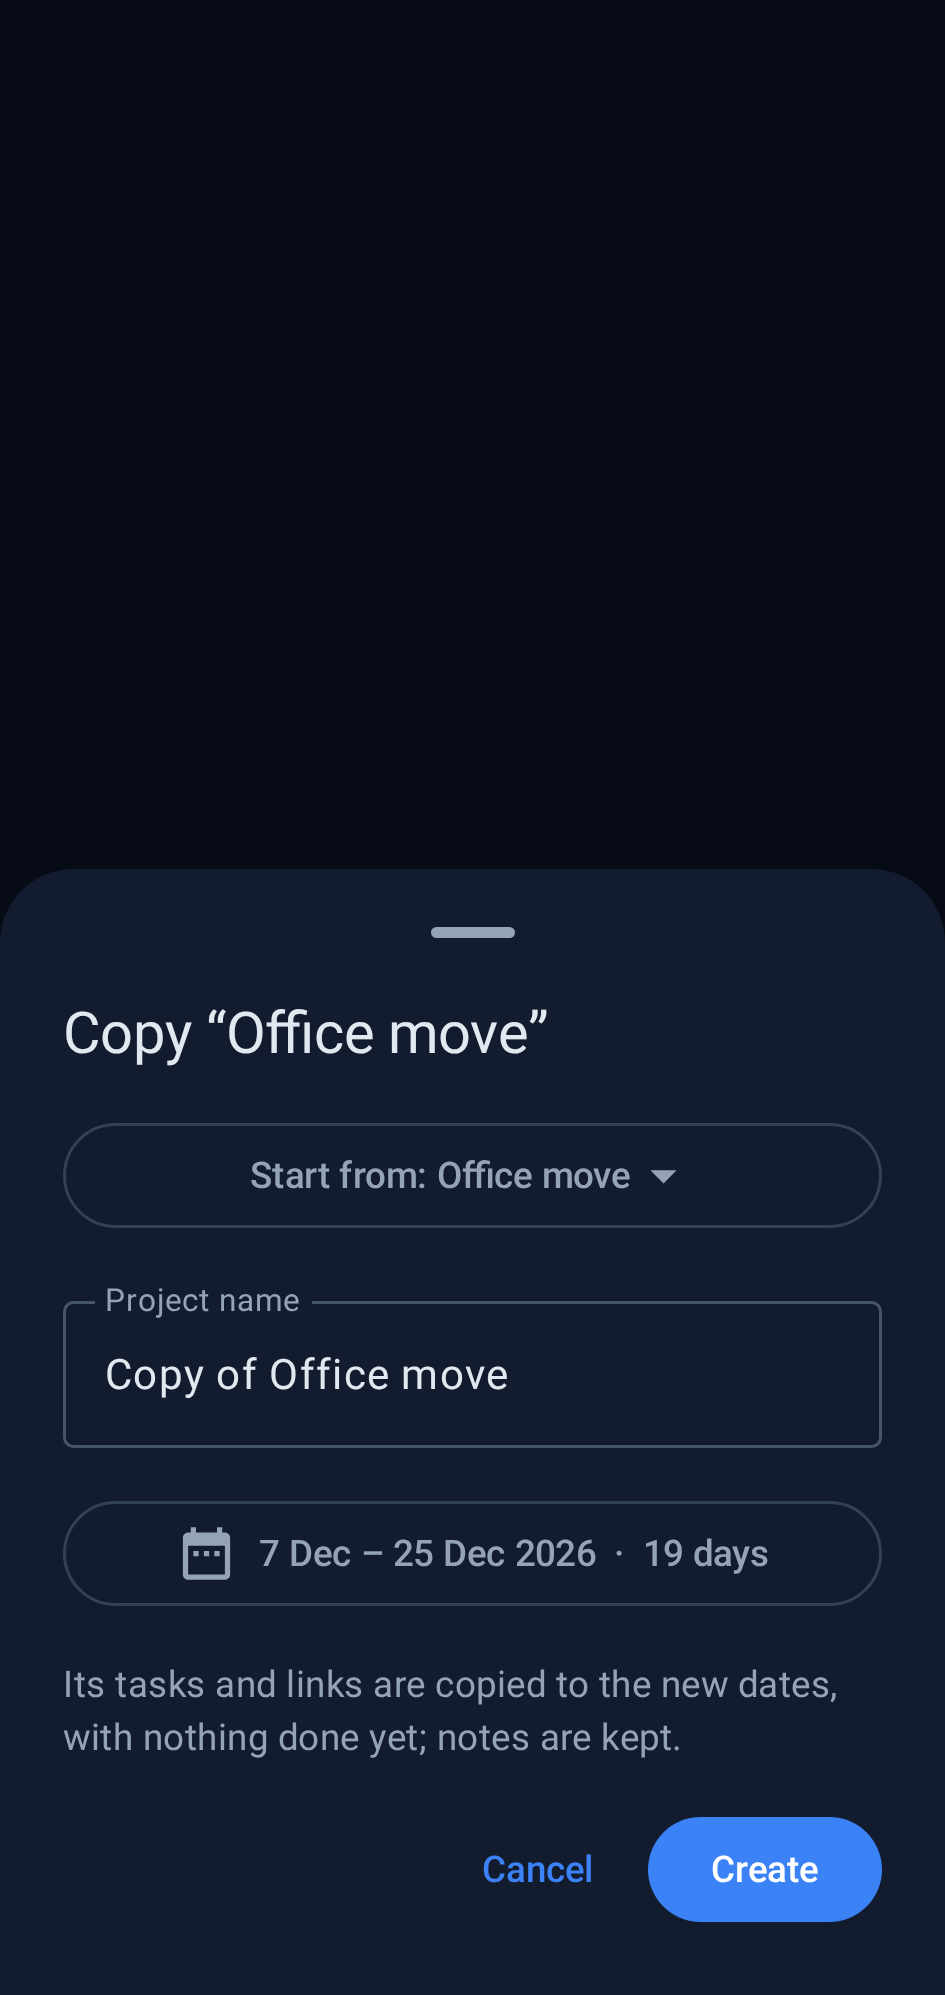 Copy “Office move”
Start from: Office move
Project name
Copy of Office move
7 Dec – 25 Dec 2026 · 19 days
Its tasks and links are copied to the new dates,
with nothing done yet; notes are kept.
Cancel
Create